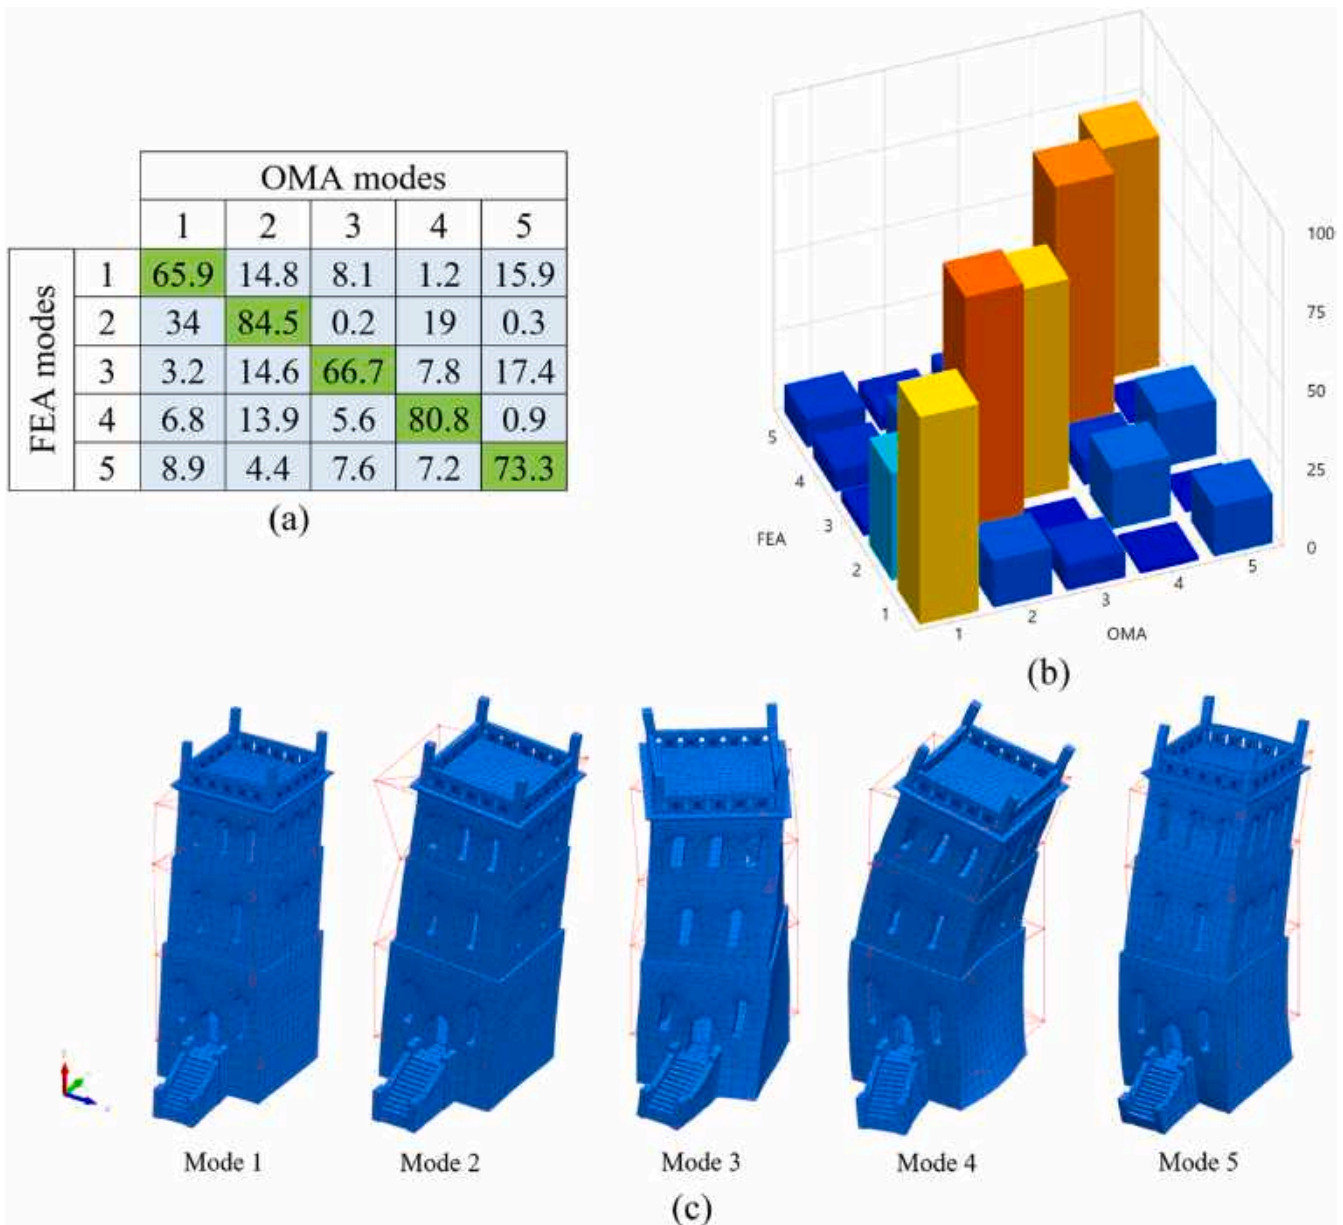 OMA modes
1 2 3 4 5
FEA modes
1 65.9 14.8 8.1 1.2 15.9
2 34 84.5 0.2 19 0.3
3 3.2 14.6 66.7 7.8 17.4
4 6.8 13.9 5.6 80.8 0.9
5 8.9 4.4 7.6 7.2 73.3
(a)
100
75
50
25
0
5
4
3
2
1
FEA
1 2 3 4 5
OMA
(b)
Mode 1 Mode 2 Mode 3 Mode 4 Mode 5
(c)